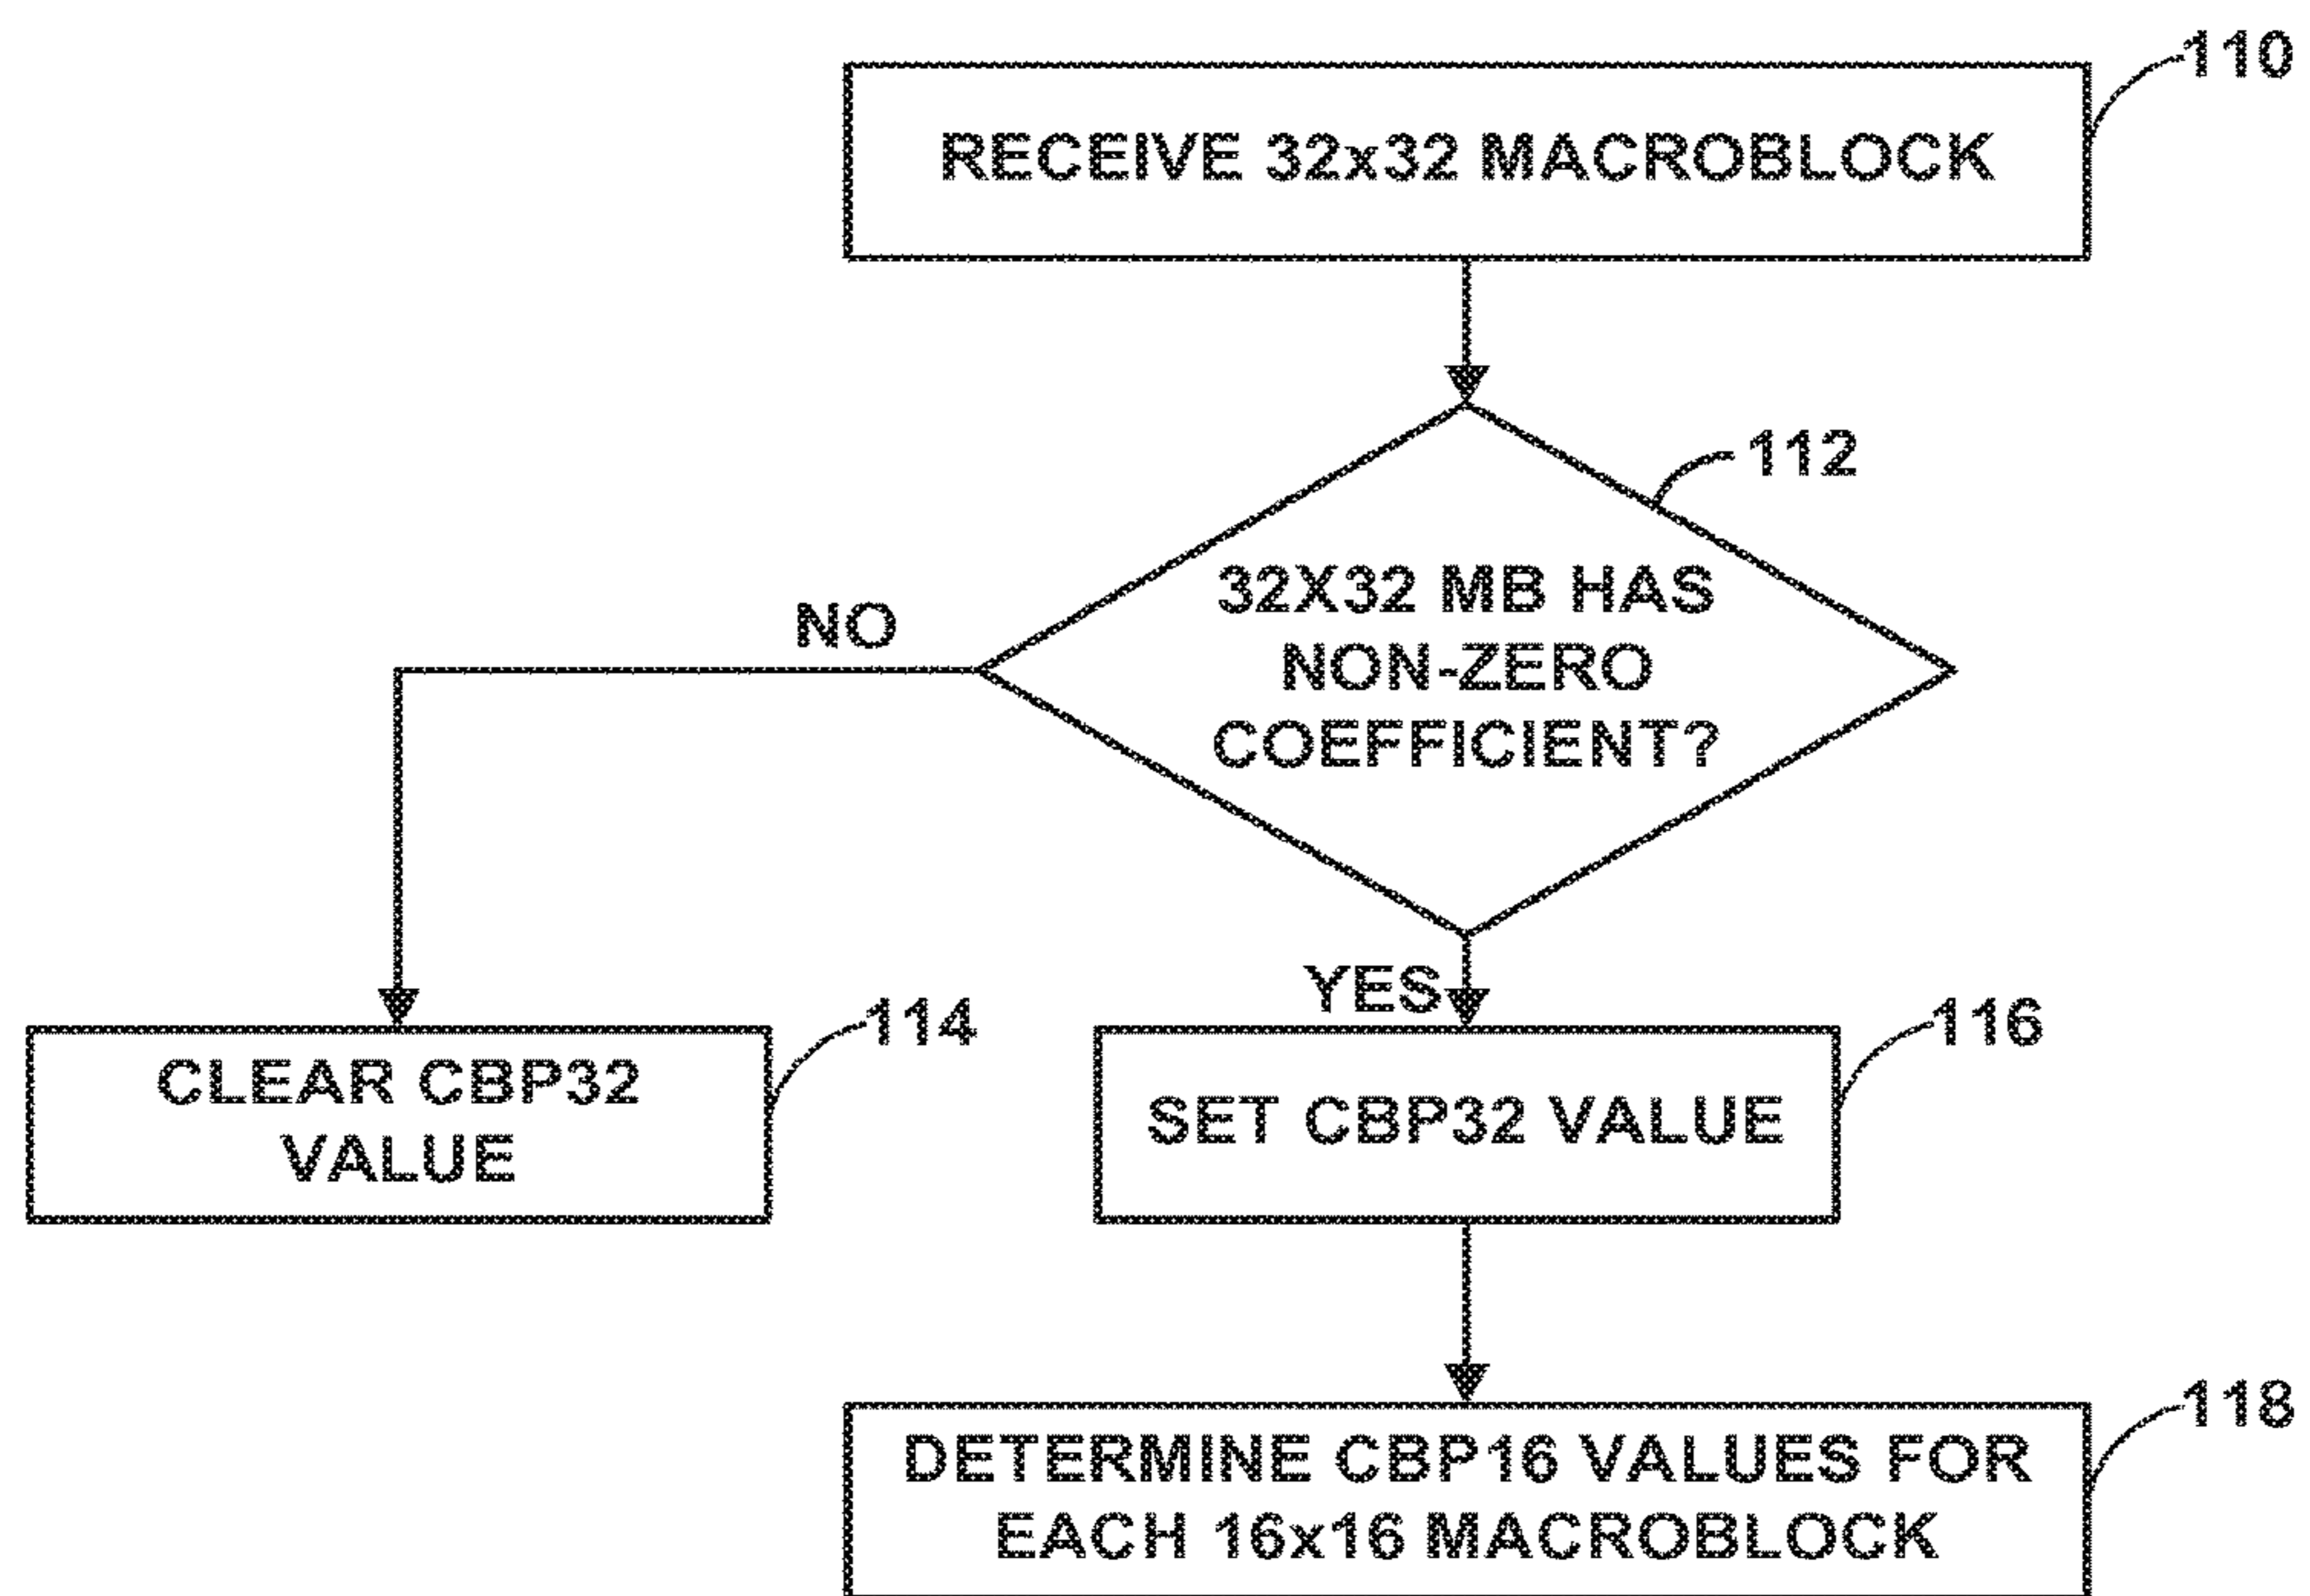 110
RECEIVE 32x32 MACROBLOCK
112
32X32 MB HAS
NON-ZERO
COEFFICIENT?
NO
YES
114
CLEAR CBP32
VALUE
116
SET CBP32 VALUE
118
DETERMINE CBP16 VALUES FOR
EACH 16x16 MACROBLOCK